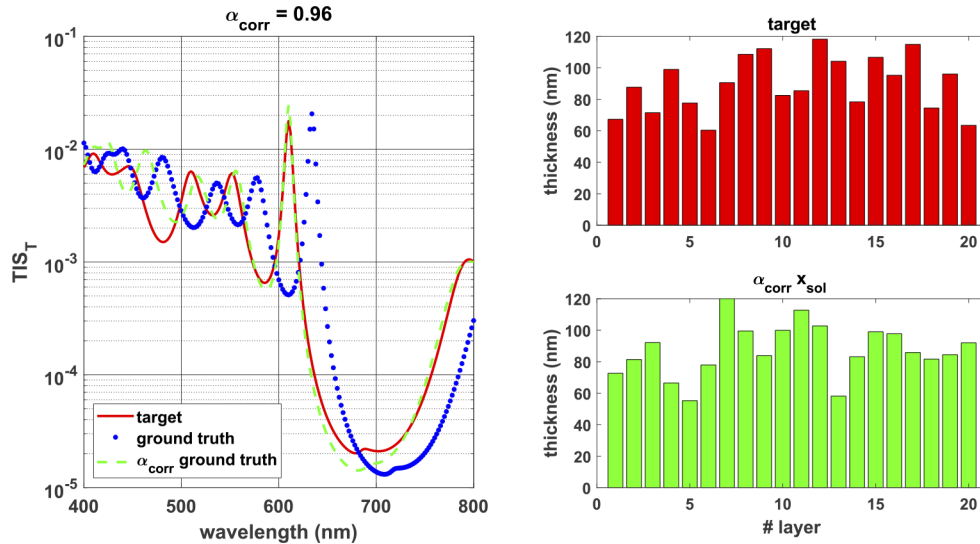 α_corr = 0.96
TIS_T
10^-1
10^-2
10^-3
10^-4
10^-5
target
ground truth
α_corr ground truth
400 500 600 700 800
wavelength (nm)
target
thickness (nm)
120
100
80
60
40
20
0
0 5 10 15 20
α_corr x_sol
thickness (nm)
120
100
80
60
40
20
0
0 5 10 15 20
# layer